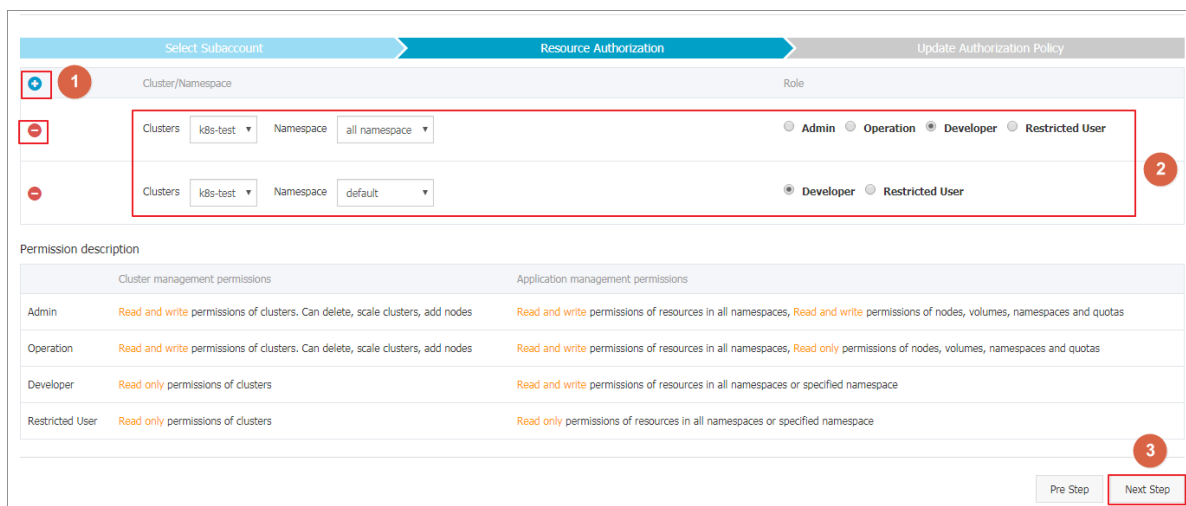 Select Subaccount Resource Authorization Update Authorization Policy
1 Cluster/Namespace Role
Clusters k8s-test Namespace all namespace Admin Operation Developer Restricted User
2
Clusters k8s-test Namespace default Developer Restricted User
Permission description
Cluster management permissions Application management permissions
Admin Read and write permissions of clusters. Can delete, scale clusters, add nodes Read and write permissions of resources in all namespaces, Read and write permissions of nodes, volumes, namespaces and quotas
Operation Read and write permissions of clusters. Can delete, scale clusters, add nodes Read and write permissions of resources in all namespaces, Read only permissions of nodes, volumes, namespaces and quotas
Developer Read only permissions of clusters Read and write permissions of resources in all namespaces or specified namespace
Restricted User Read only permissions of clusters Read only permissions of resources in all namespaces or specified namespace
3
Pre Step Next Step